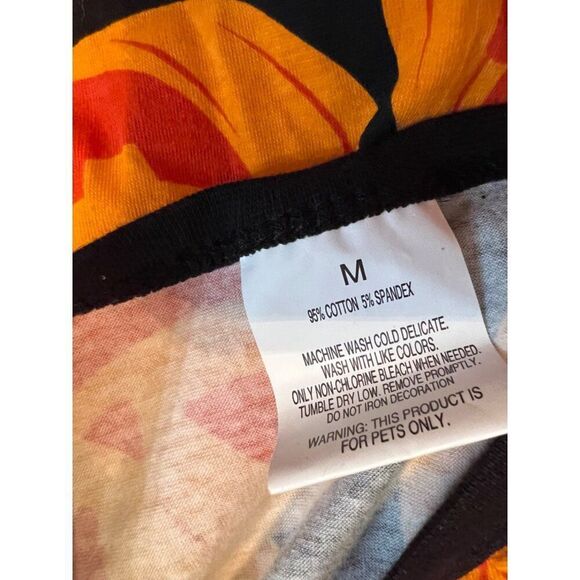 M
95% COTTON 5% SPANDEX
MACHINE WASH COLD DELICATE.
WASH WITH LIKE COLORS.
ONLY NON-CHLORINE BLEACH WHEN NEEDED.
TUMBLE DRY LOW. REMOVE PROMPTLY.
DO NOT IRON DECORATION
WARNING: THIS PRODUCT IS
FOR PETS ONLY.